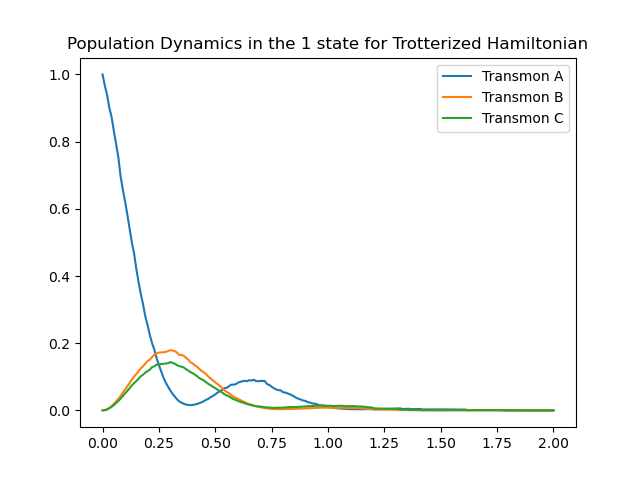 Population Dynamics in the 1 state for Trotterized Hamiltonian
1.0
0.8
0.6
0.4
0.2
0.0
Transmon A
Transmon B
Transmon C
0.00 0.25 0.50 0.75 1.00 1.25 1.50 1.75 2.00